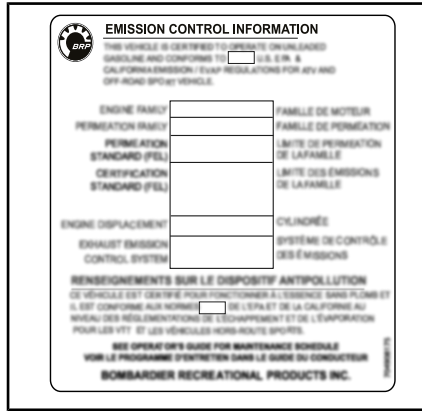 BRP
EMISSION CONTROL INFORMATION
THIS VEHICLE IS CERTIFIED TO OPERATE ON UNLEADED
GASOLINE AND CONFORMS TO U.S. EPA &
CALIFORNIA EMISSION / EVAP REGULATIONS FOR ATV AND
OFF-ROAD SPORT VEHICLE.
ENGINE FAMILY FAMILLE DE MOTEUR
PERMEATION FAMILY FAMILLE DE PERMÉATION
PERMEATION LIMITE DE PERMEATION
STANDARD (FEL) DE LA FAMILLE
CERTIFICATION LIMITE DES ÉMISSIONS
STANDARD (FEL) DE LA FAMILLE
ENGINE DISPLACEMENT CYLINDRÉE
EXHAUST EMISSION SYSTÈME DE CONTRÔLE
CONTROL SYSTEM DES ÉMISSIONS
RENSEIGNEMENTS SUR LE DISPOSITIF ANTIPOLLUTION
CE VÉHICULE EST CERTIFIÉ POUR FONCTIONNER À L'ESSENCE SANS PLOMB ET
IL EST CONFORME AUX NORMES DE L'EPA ET DE LA CALIFORNIE AU
NIVEAU DES RÉGLEMENTATIONS DE L'ÉCHAPPEMENT ET DE L'ÉVAPORATION
POUR LES VTT ET LES VÉHICULES HORS-ROUTE SPORTS.
SEE OPERATOR'S GUIDE FOR MAINTENANCE SCHEDULE
VOIR LE PROGRAMME D'ENTRETIEN DANS LE GUIDE DU CONDUCTEUR
BOMBARDIER RECREATIONAL PRODUCTS INC.